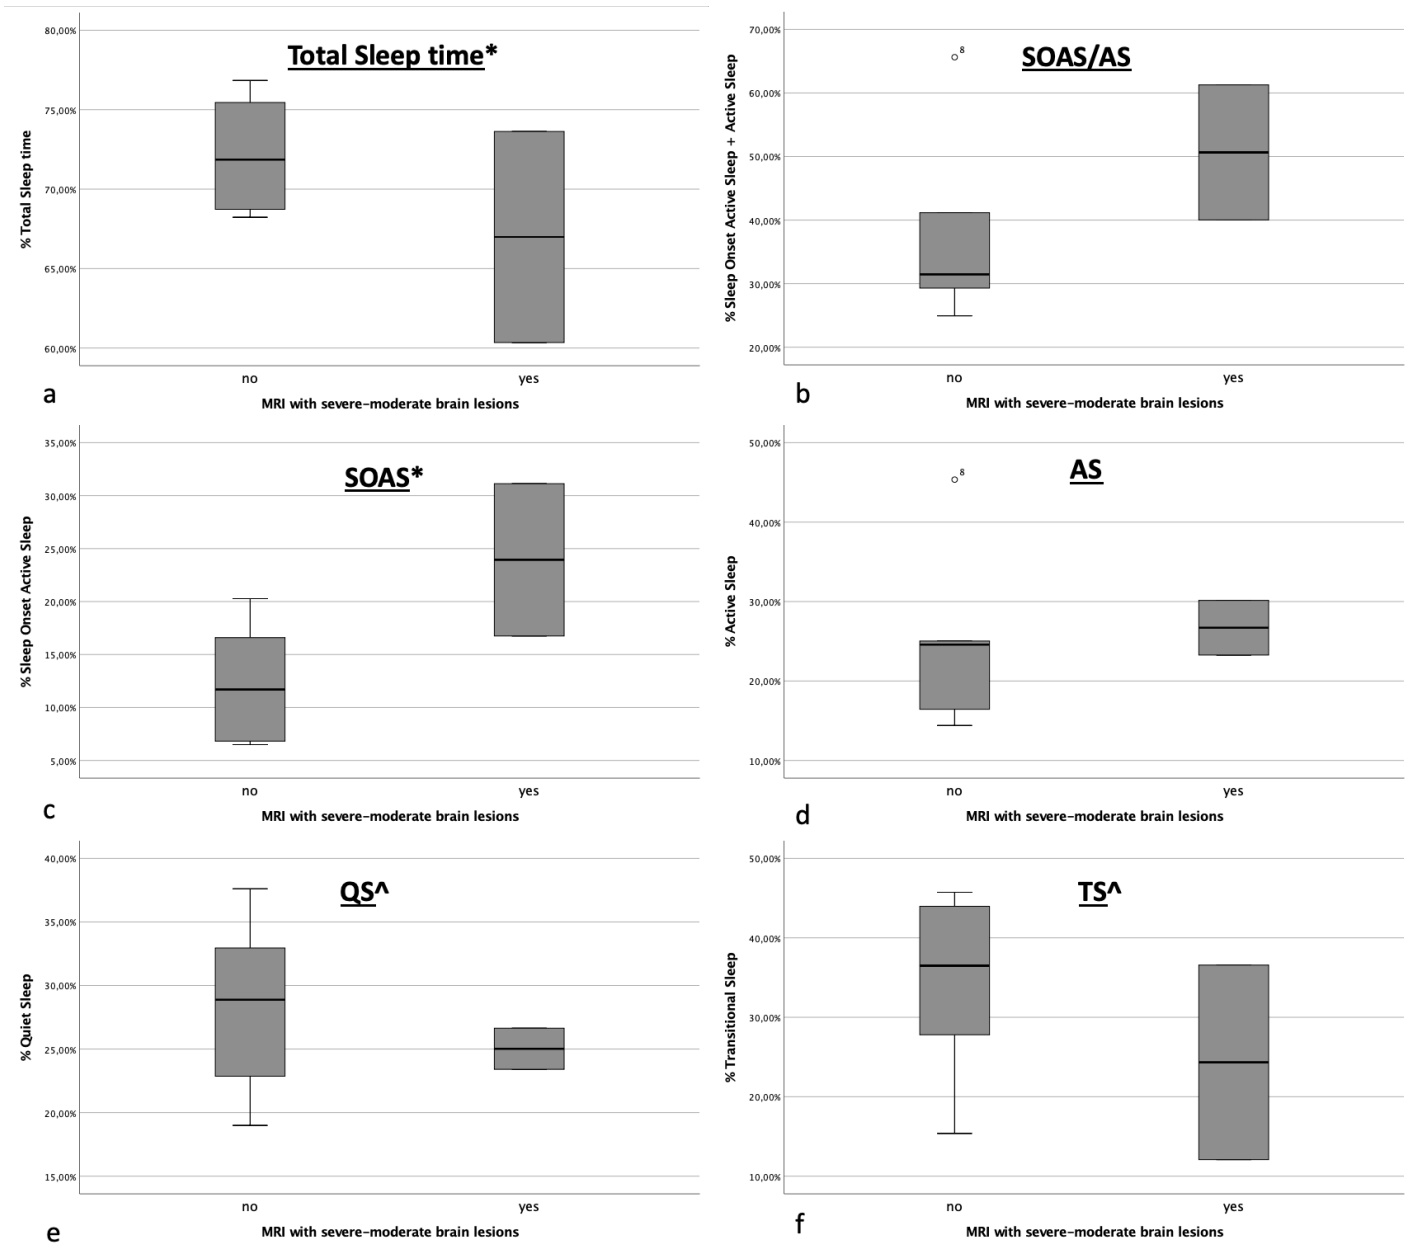 Total Sleep time*
% Total Sleep time
80,00%
75,00%
70,00%
65,00%
60,00%
no
yes
MRI with severe-moderate brain lesions
a
SOAS/AS
% Sleep Onset Active Sleep + Active Sleep
70,00%
60,00%
50,00%
40,00%
30,00%
20,00%
8
no
yes
MRI with severe-moderate brain lesions
b
SOAS*
% Sleep Onset Active Sleep
35,00%
30,00%
25,00%
20,00%
15,00%
10,00%
5,00%
no
yes
MRI with severe-moderate brain lesions
c
AS
% Active Sleep
50,00%
40,00%
30,00%
20,00%
10,00%
8
no
yes
MRI with severe-moderate brain lesions
d
QS^
% Quiet Sleep
40,00%
35,00%
30,00%
25,00%
20,00%
15,00%
no
yes
MRI with severe-moderate brain lesions
e
TS^
% Transitional Sleep
50,00%
40,00%
30,00%
20,00%
10,00%
no
yes
MRI with severe-moderate brain lesions
f